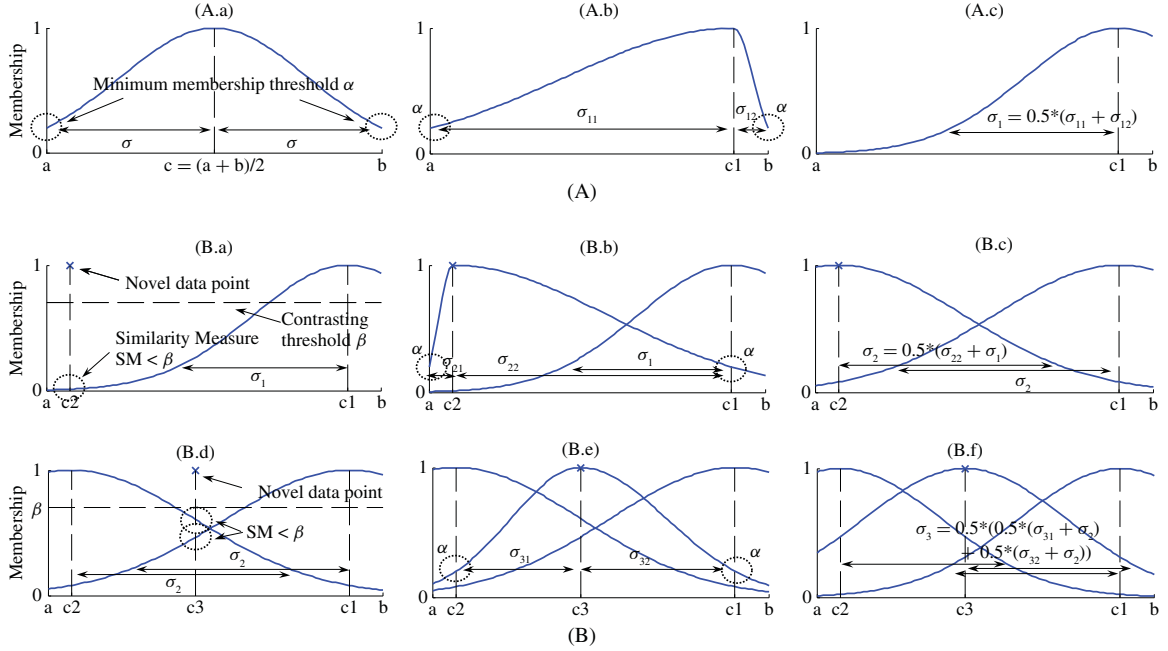 (A.a)
Membership
1
Minimum membership threshold α
σ
σ
0
a
c = (a + b)/2
b
(A.b)
1
α
σ11
σ12
α
0
a
c1
b
(A.c)
1
σ1 = 0.5*(σ11 + σ12)
0
a
c1
b
(A)
(B.a)
Membership
1
Novel data point
Contrasting
threshold β
Similarity Measure
SM < β
σ1
0
a
c2
c1
b
(B.b)
1
α
σ21
σ22
σ1
α
0
a
c2
c1
b
(B.c)
1
σ2 = 0.5*(σ22 + σ1)
σ2
0
a
c2
c1
b
(B.d)
Membership
1
β
Novel data point
SM < β
σ2
σ2
0
a
c2
c3
c1
b
(B.e)
1
α
σ31
σ32
α
0
a
c2
c3
c1
b
(B.f)
1
σ3 = 0.5*(0.5*(σ31 + σ2)
+ 0.5*(σ32 + σ2))
0
a
c2
c3
c1
b
(B)